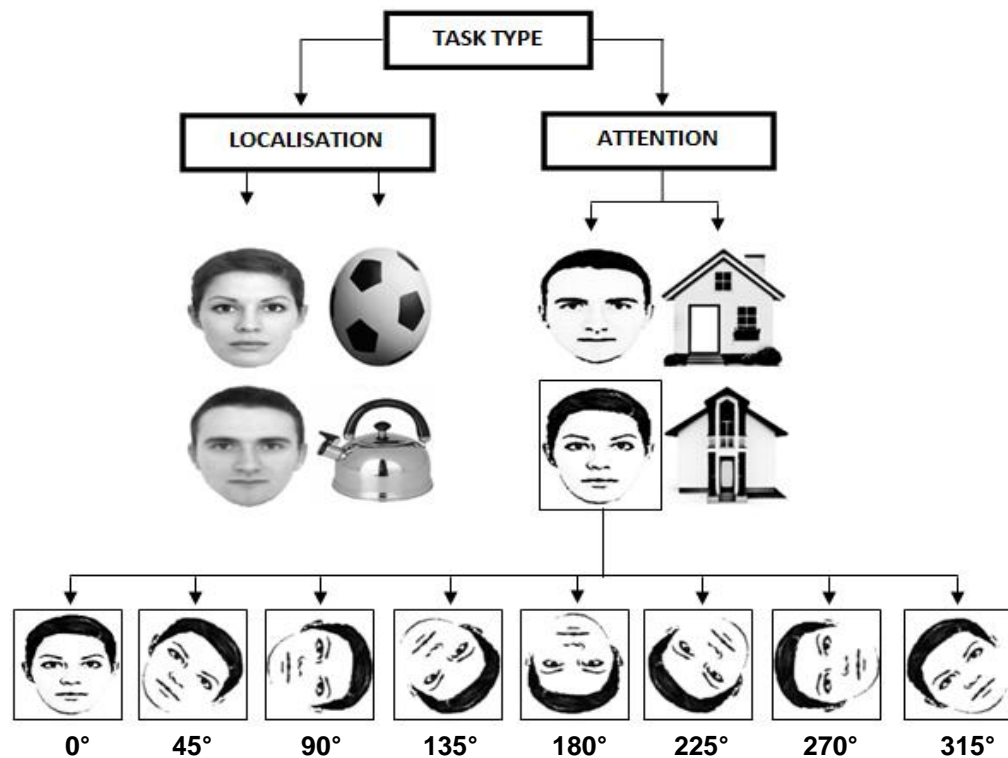 TASK TYPE
LOCALISATION
ATTENTION
0°
45°
90°
135°
180°
225°
270°
315°